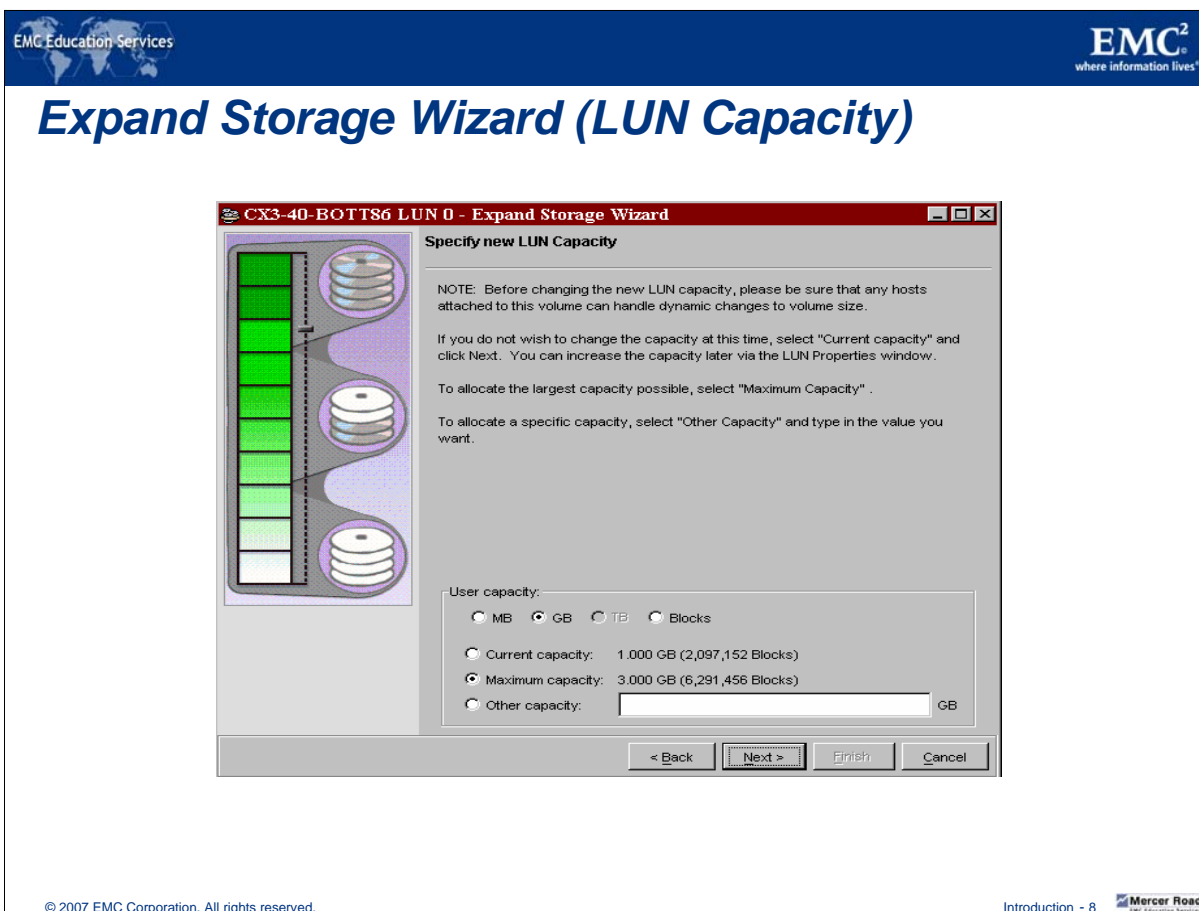 EMC Education Services
EMC²
where information lives®
Expand Storage Wizard (LUN Capacity)
CX3-40-BOTT86 LUN 0 - Expand Storage Wizard
Specify new LUN Capacity
NOTE: Before changing the new LUN capacity, please be sure that any hosts
attached to this volume can handle dynamic changes to volume size.
If you do not wish to change the capacity at this time, select "Current capacity" and
click Next. You can increase the capacity later via the LUN Properties window.
To allocate the largest capacity possible, select "Maximum Capacity" .
To allocate a specific capacity, select "Other Capacity" and type in the value you
want.
User capacity:
MB GB TB Blocks
Current capacity: 1.000 GB (2,097,152 Blocks)
Maximum capacity: 3.000 GB (6,291,456 Blocks)
Other capacity: GB
< Back Next > Finish Cancel
© 2007 EMC Corporation. All rights reserved.
Introduction - 8
Mercer Road